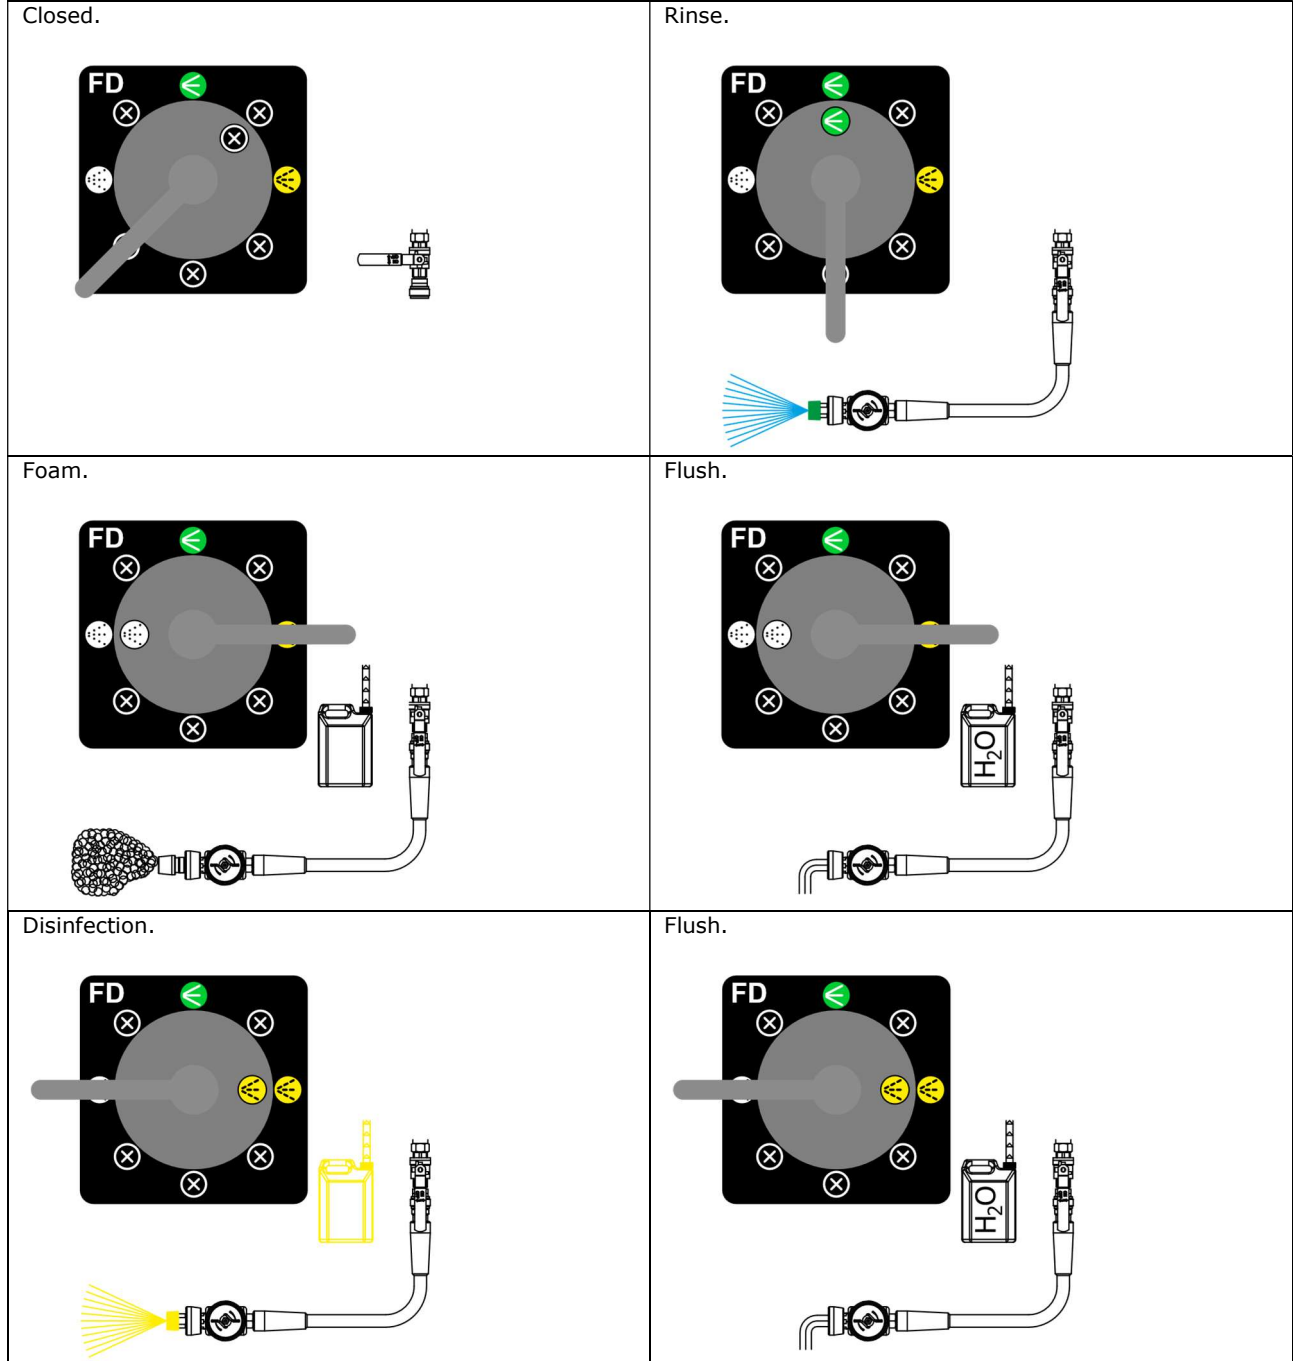 Closed.
FD
Rinse.
FD
Foam.
FD
Flush.
FD
H₂O
Disinfection.
FD
Flush.
FD
H₂O